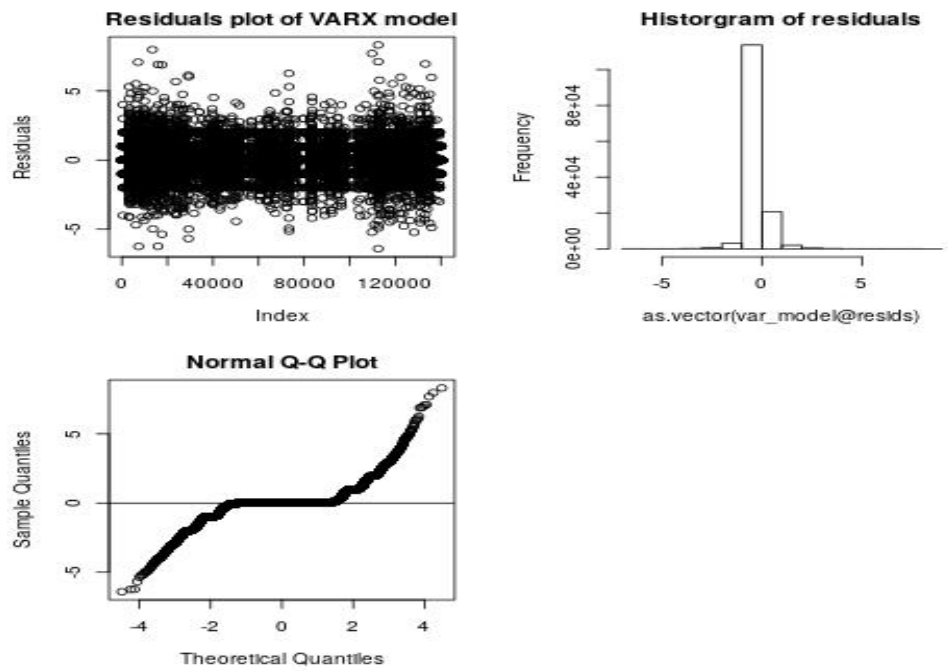 Residuals plot of VARX model
Residuals
5
0
-5
0
40000
80000
120000
Index
Historgram of residuals
Frequency
8e+04
4e+04
0e+00
-5
0
5
as.vector(var_model@resids)
Normal Q-Q Plot
Sample Quantiles
5
0
-5
-4
-2
0
2
4
Theoretical Quantiles